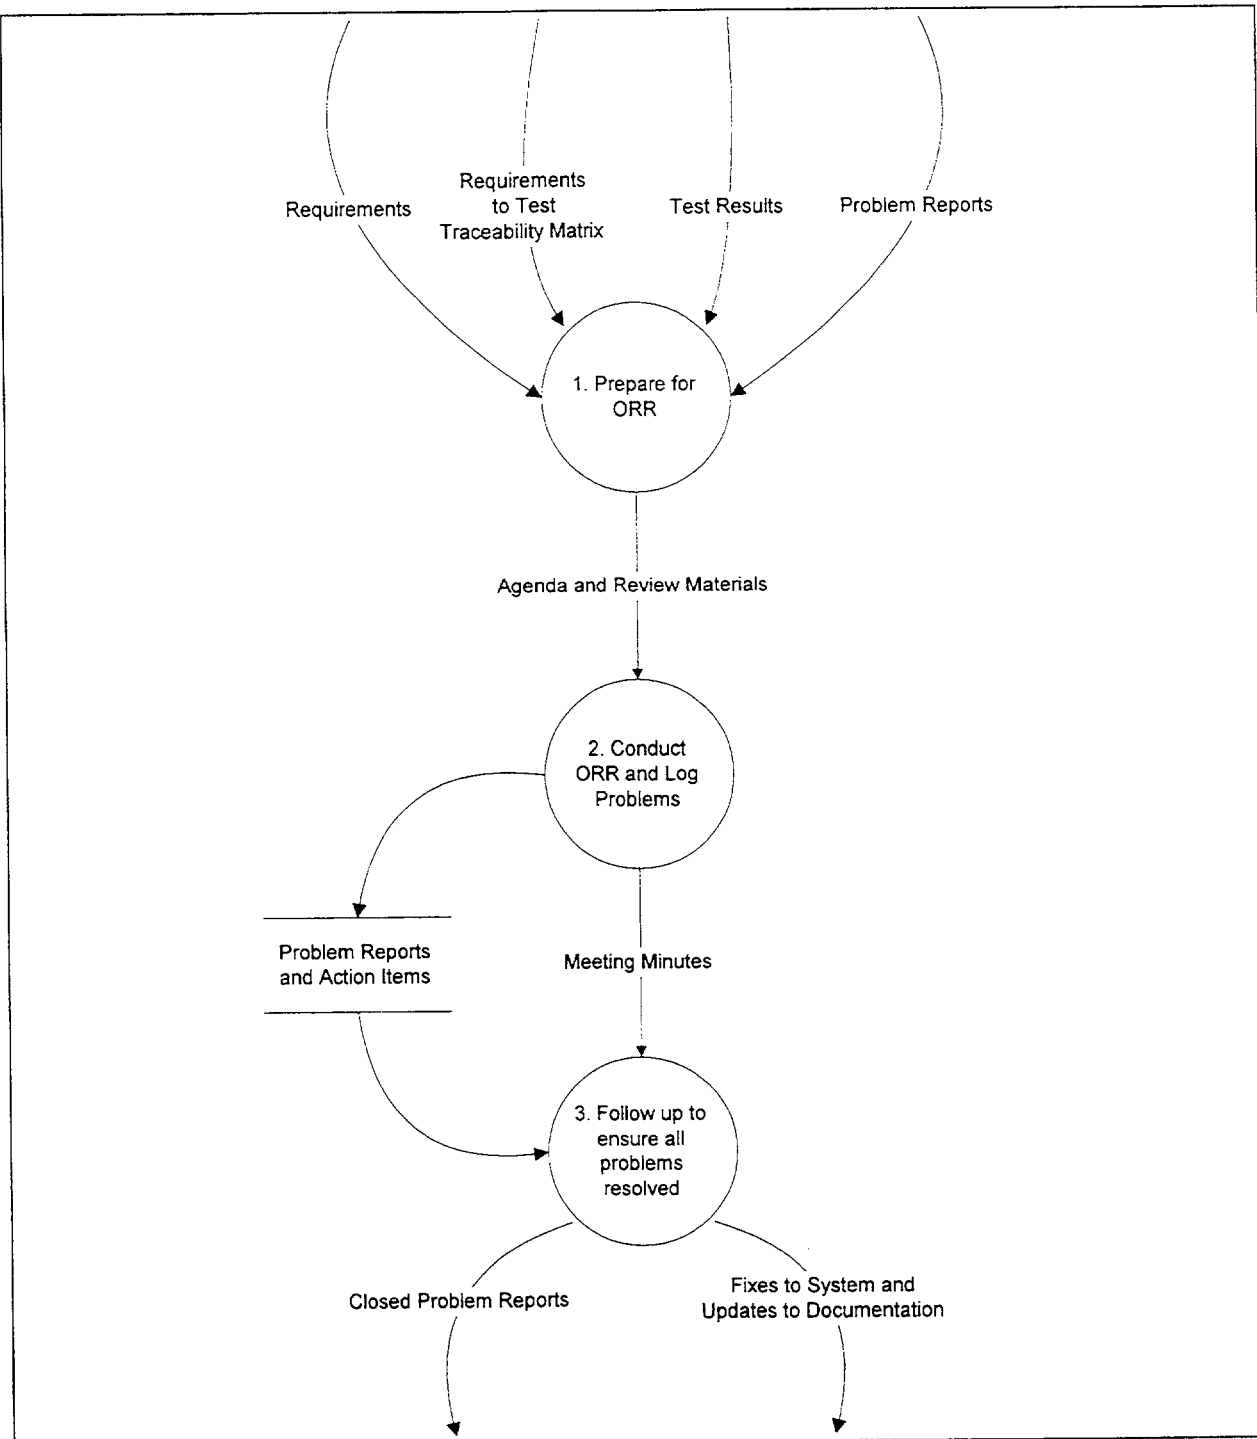 Requirements
Requirements
to Test
Traceability Matrix
Test Results
Problem Reports
1. Prepare for
ORR
Agenda and Review Materials
2. Conduct
ORR and Log
Problems
Problem Reports
and Action Items
Meeting Minutes
3. Follow up to
ensure all
problems
resolved
Closed Problem Reports
Fixes to System and
Updates to Documentation